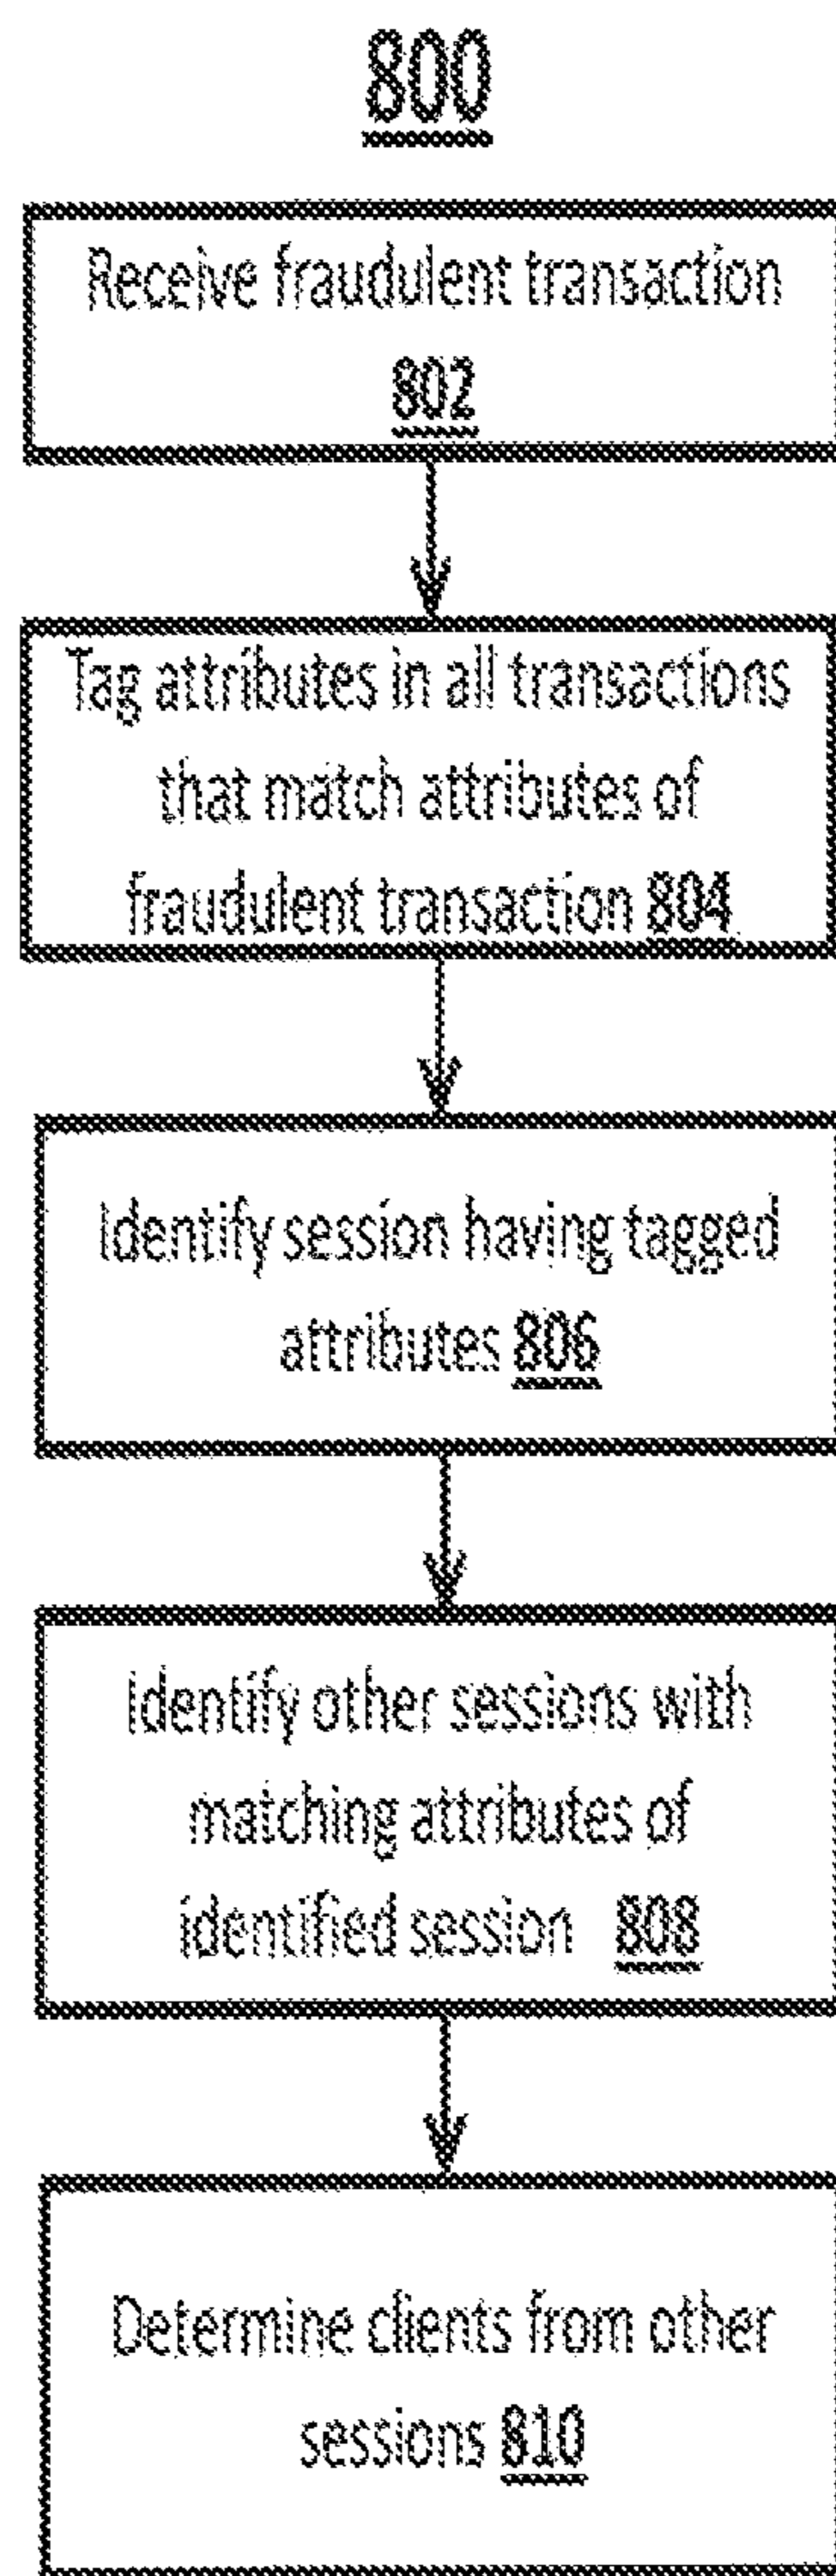 800
Receive fraudulent transaction
802
Tag attributes in all transactions
that match attributes of
fraudulent transaction 804
Identify session having tagged
attributes 806
Identify other sessions with
matching attributes of
identified session 808
Determine clients from other
sessions 810